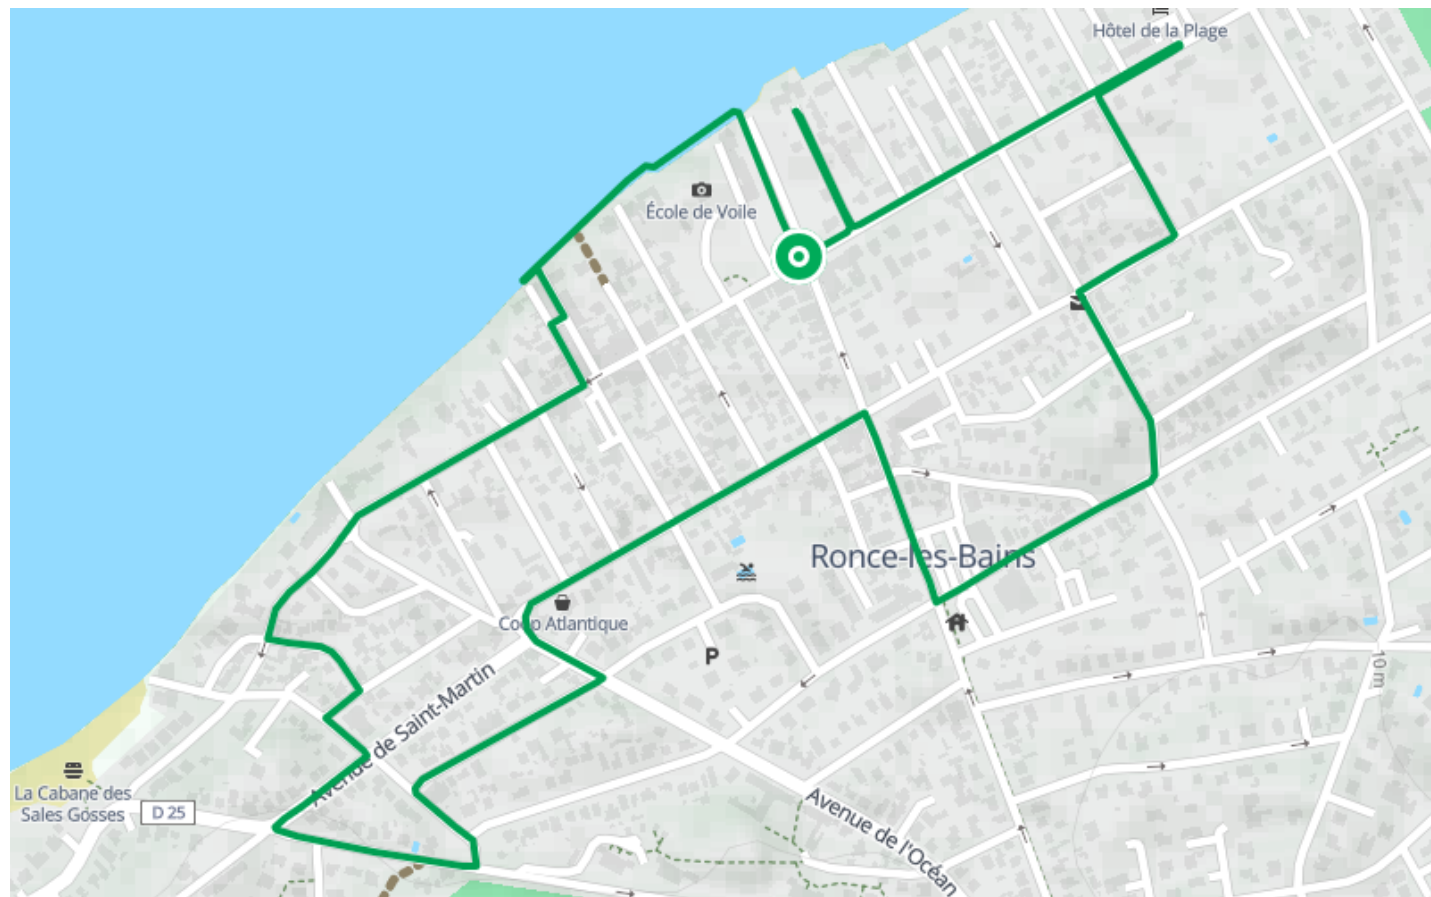 Hôtel de la Plage
École de Voile
Ronce-les-Bains
Coop Atlantique
P
Avenue de Saint-Martin
10 m
La Cabane des
Sales Gosses
D 25
Avenue de l'Océan